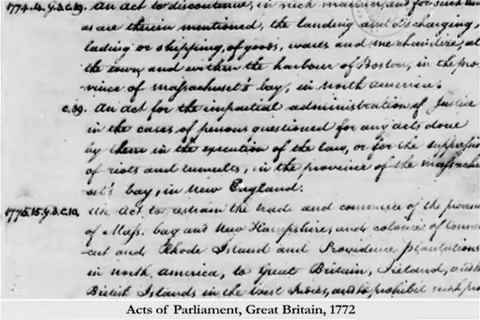 1774.14.G.3.C.19. An act to discontinue, in such manner, and for such time
as are therein mentioned, the landing and discharging,
lading or shipping, of goods, wares and merchandize, at
the town and within the harbour of Boston, in the pro-
vince of Massachuset's bay, in North America.
c.39. An act for the impartial administration of justice
in the cases of persons questioned for any acts done
by them in the execution of the law, or for the suppressio
of riots and tumults, in the province of the Massachu
set's bay, in New England.
1775.15.G.3.C.10. An Act to restrain the trade and commerce of the provin
of Mass. bay and New Hampshire, and colonies of Connec
cut and Rhode Island and Providence plantations
in North America, to Great Britain, Ireland, and
British Islands in the West Indies, and to prohibit such pro
Acts of Parliament, Great Britain, 1772